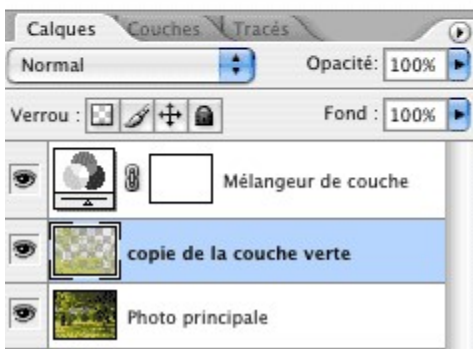 Calques Couches Tracés
Normal Opacité: 100%
Verrou : Fond : 100%
Mélangeur de couche
copie de la couche verte
Photo principale